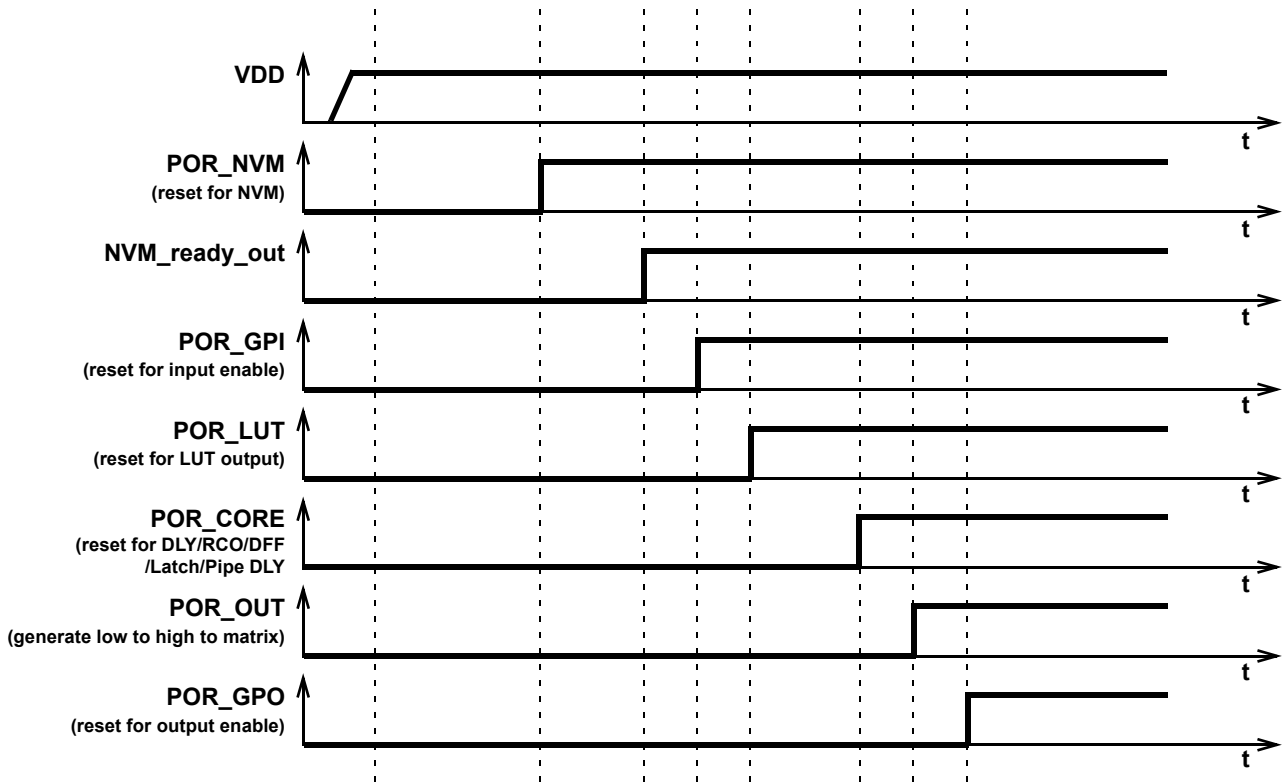 VDD
t
POR_NVM
(reset for NVM)
t
NVM_ready_out
t
POR_GPI
(reset for input enable)
t
POR_LUT
(reset for LUT output)
t
POR_CORE
(reset for DLY/RCO/DFF
/Latch/Pipe DLY
t
POR_OUT
(generate low to high to matrix)
t
POR_GPO
(reset for output enable)
t